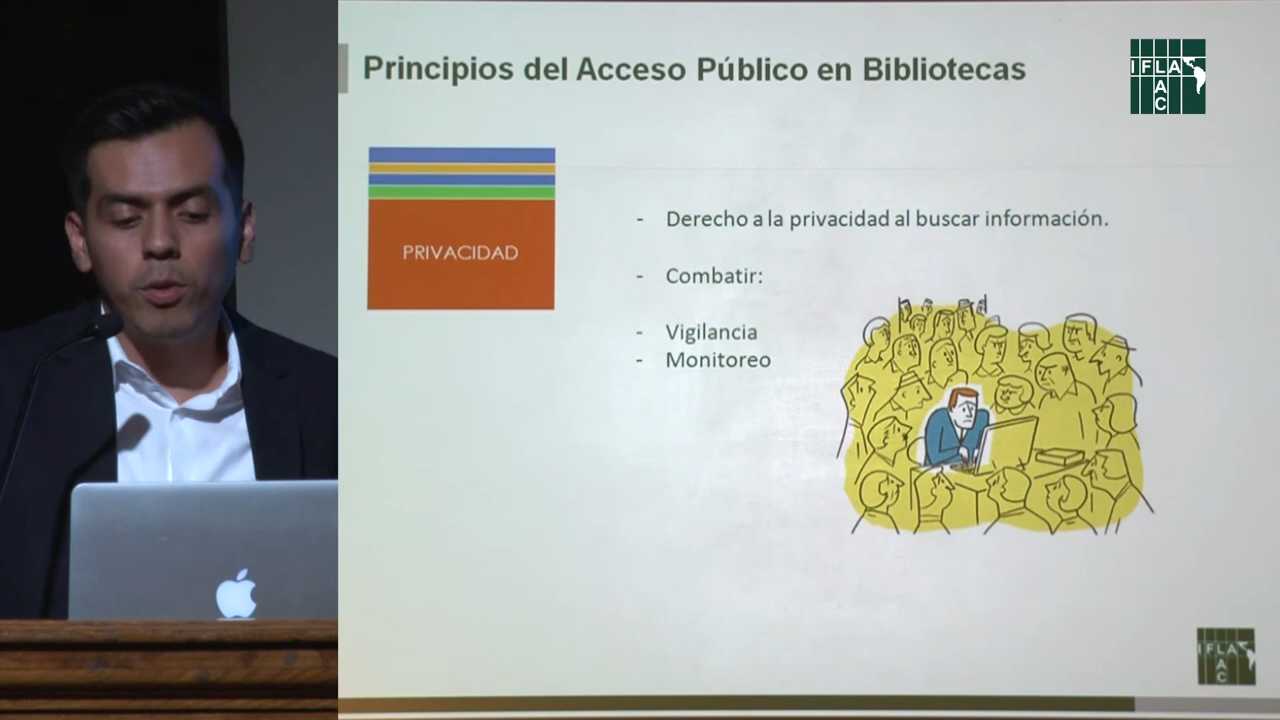 Principios del Acceso Público en Bibliotecas
IFLA
LAC
PRIVACIDAD
- Derecho a la privacidad al buscar información.
- Combatir:
- Vigilancia
- Monitoreo
IFLA
LAC